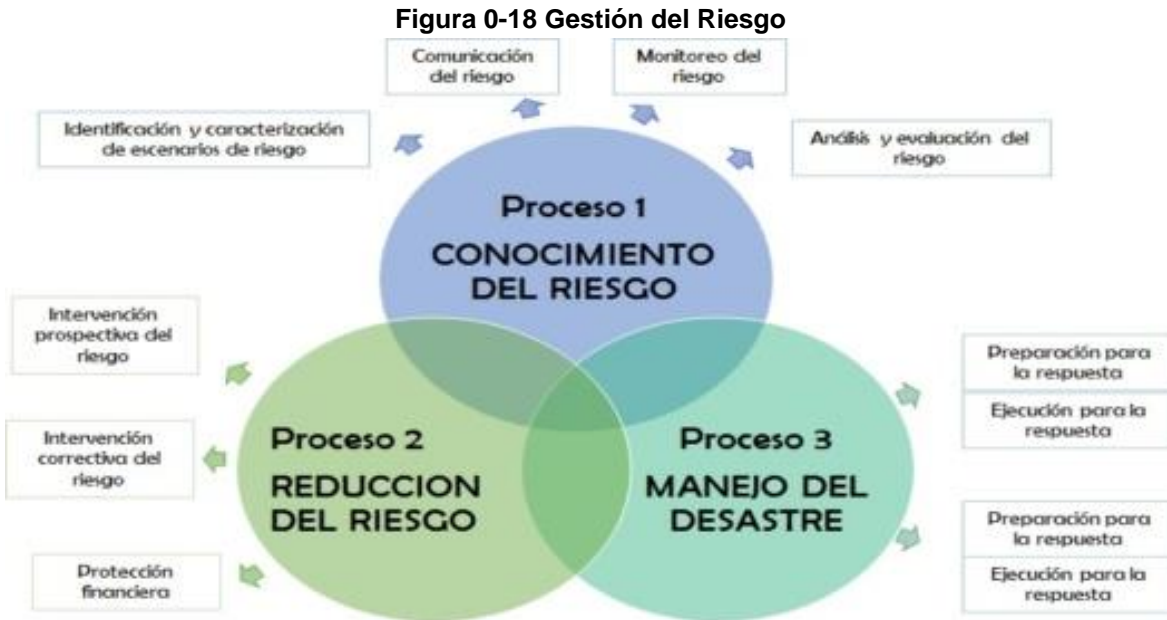 Figura 0-18 Gestión del Riesgo
Comunicación
del riesgo
Monitoreo del
riesgo
Identificación y caracterización
de escenarios de riesgo
Análisis y evaluación del
riesgo
Proceso 1
CONOCIMIENTO
DEL RIESGO
Intervención
prospectiva del
riesgo
Intervención
correctiva del
riesgo
Protección
financiera
Proceso 2
REDUCCION
DEL RIESGO
Proceso 3
MANEJO DEL
DESASTRE
Preparación para
la respuesta
Ejecución para la
respuesta
Preparación para
la respuesta
Ejecución para la
respuesta